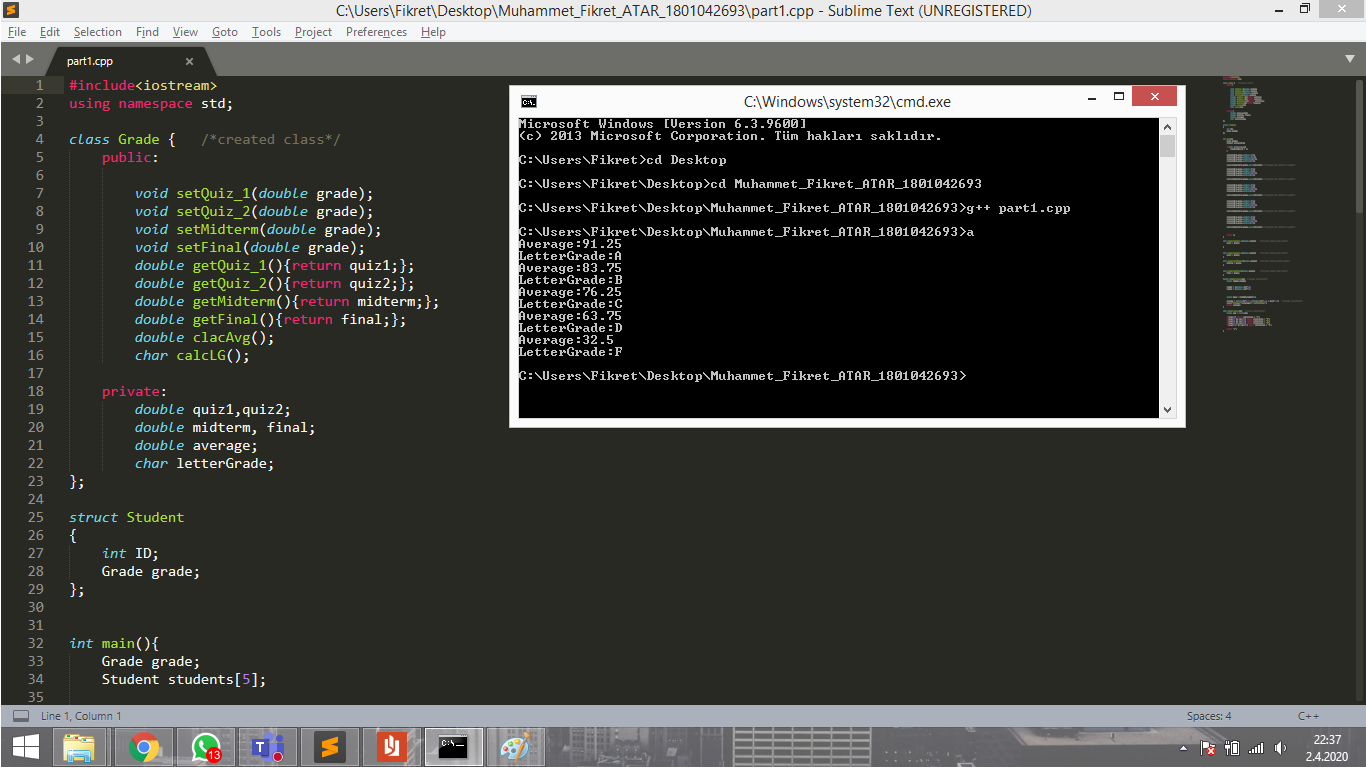 C:\Users\Fikret\Desktop\Muhammet_Fikret_ATAR_1801042693\part1.cpp - Sublime Text (UNREGISTERED)
File Edit Selection Find View Goto Tools Project Preferences Help
part1.cpp
1 #include<iostream>
2 using namespace std;
3
4 class Grade { /*created class*/
5 public:
6
7 void setQuiz_1(double grade);
8 void setQuiz_2(double grade);
9 void setMidterm(double grade);
10 void setFinal(double grade);
11 double getQuiz_1(){return quiz1;};
12 double getQuiz_2(){return quiz2;};
13 double getMidterm(){return midterm;};
14 double getFinal(){return final;};
15 double clacAvg();
16 char calcLG();
17
18 private:
19 double quiz1,quiz2;
20 double midterm, final;
21 double average;
22 char letterGrade;
23 };
24
25 struct Student
26 {
27 int ID;
28 Grade grade;
29 };
30
31
32 int main(){
33 Grade grade;
34 Student students[5];
35
C:\Windows\system32\cmd.exe
Microsoft Windows [Version 6.3.9600]
(c) 2013 Microsoft Corporation. Tüm hakları saklıdır.
C:\Users\Fikret>cd Desktop
C:\Users\Fikret\Desktop>cd Muhammet_Fikret_ATAR_1801042693
C:\Users\Fikret\Desktop\Muhammet_Fikret_ATAR_1801042693>g++ part1.cpp
C:\Users\Fikret\Desktop\Muhammet_Fikret_ATAR_1801042693>a
Average:91.25
LetterGrade:A
Average:83.75
LetterGrade:B
Average:76.25
LetterGrade:C
Average:63.75
LetterGrade:D
Average:32.5
LetterGrade:F
C:\Users\Fikret\Desktop\Muhammet_Fikret_ATAR_1801042693>
Line 1, Column 1
Spaces: 4
C++
13
22:37
2.4.2020